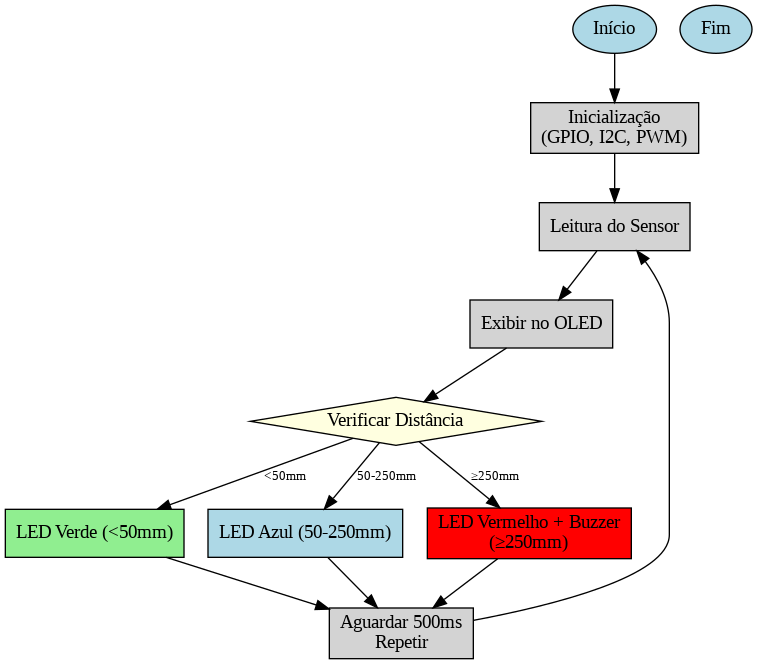 Início
Fim
Inicialização
(GPIO, I2C, PWM)
Leitura do Sensor
Exibir no OLED
Verificar Distância
<50mm
50-250mm
≥250mm
LED Verde (<50mm)
LED Azul (50-250mm)
LED Vermelho + Buzzer
(≥250mm)
Aguardar 500ms
Repetir